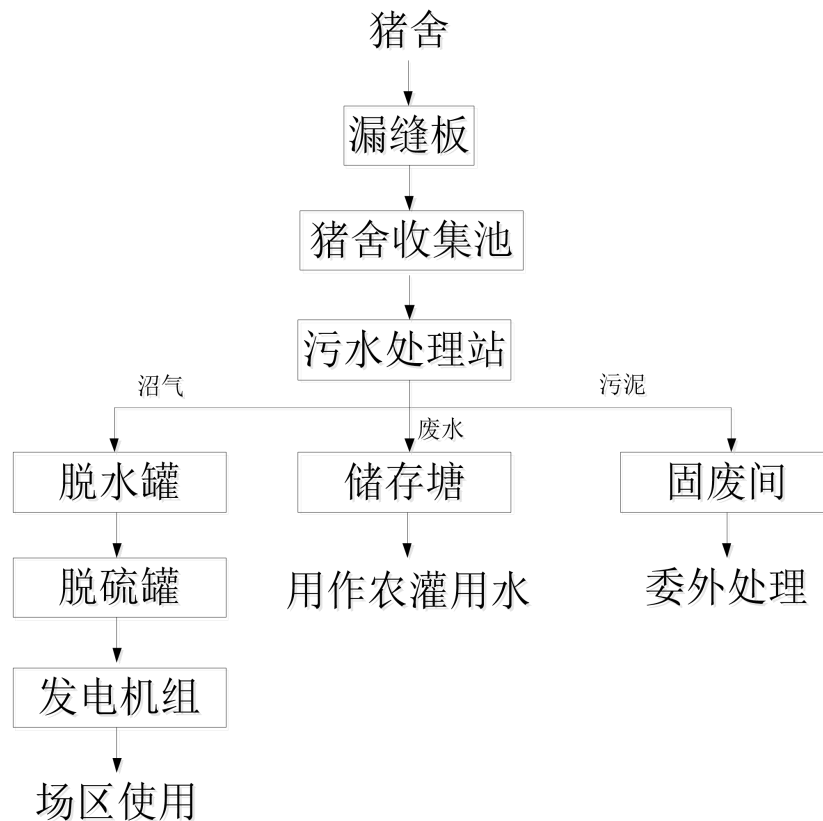 猪舍
漏缝板
猪舍收集池
污水处理站
沼气
污泥
废水
脱水罐
储存塘
固废间
脱硫罐
用作农灌用水
委外处理
发电机组
场区使用